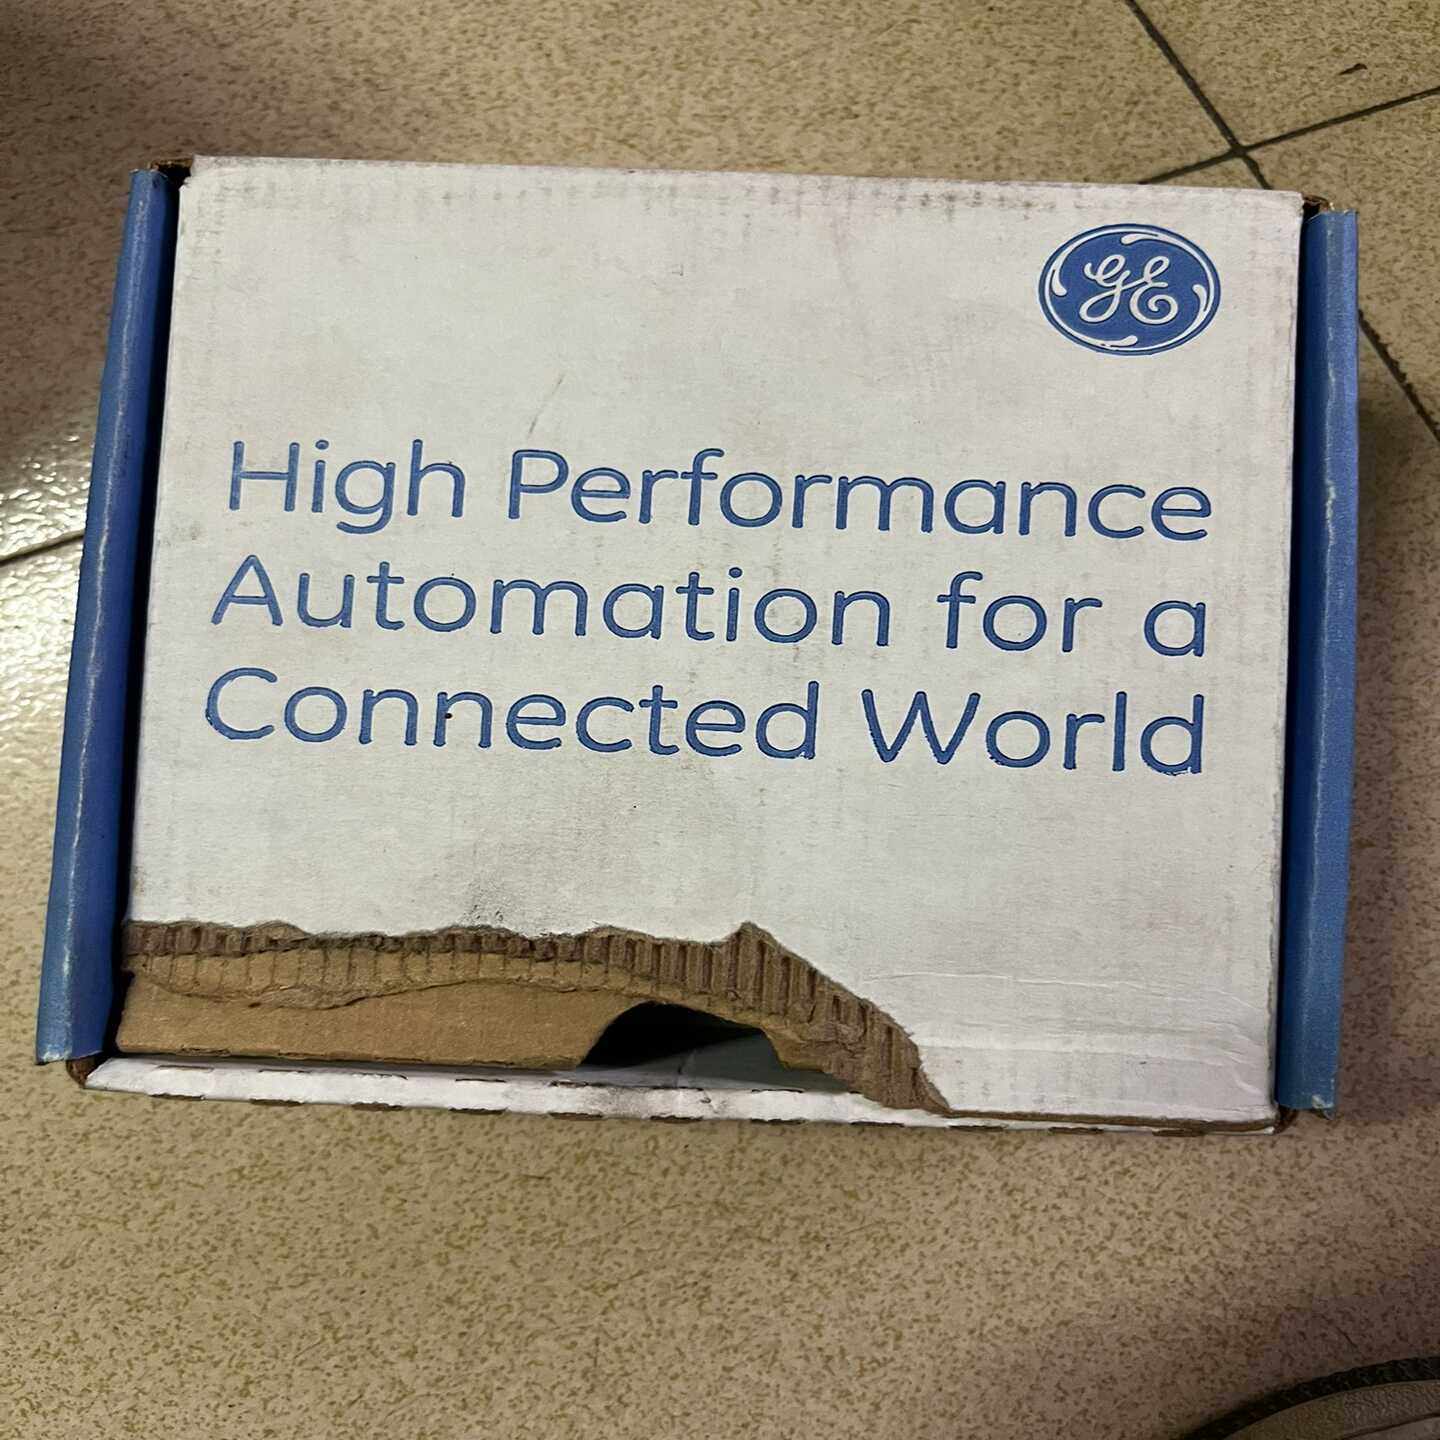 GE
High Performance
Automation for a
Connected World